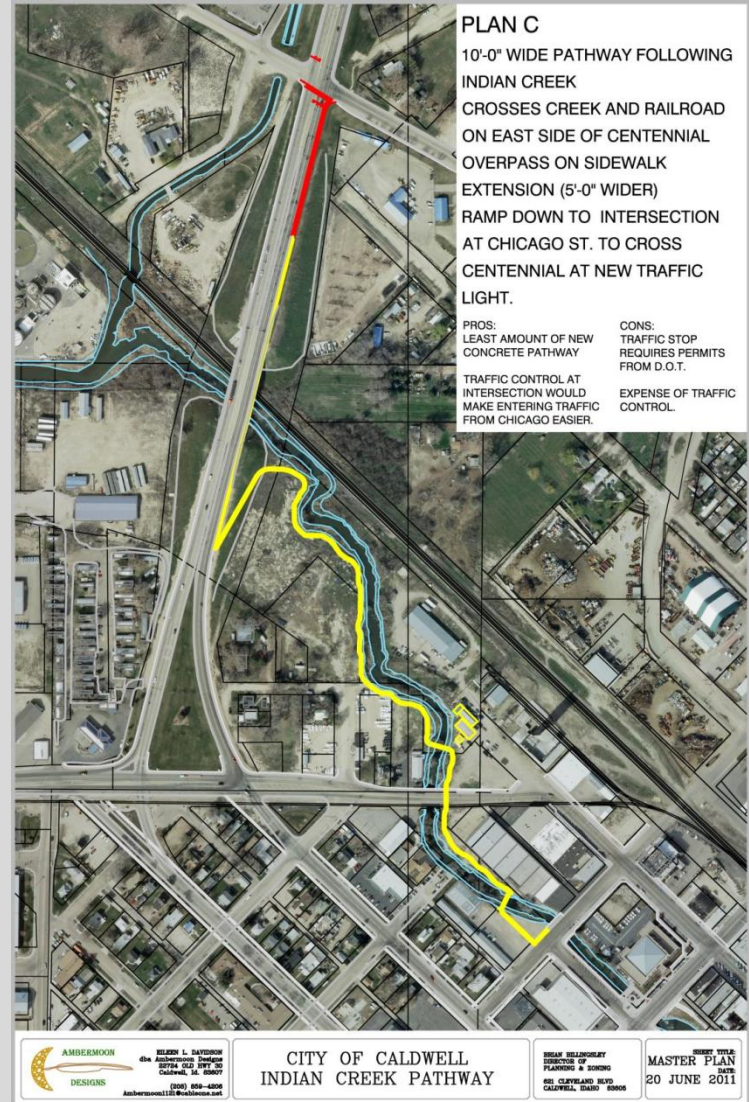 PLAN C
10'-0" WIDE PATHWAY FOLLOWING
INDIAN CREEK
CROSSES CREEK AND RAILROAD
ON EAST SIDE OF CENTENNIAL
OVERPASS ON SIDEWALK
EXTENSION (5'-0" WIDER)
RAMP DOWN TO INTERSECTION
AT CHICAGO ST. TO CROSS
CENTENNIAL AT NEW TRAFFIC
LIGHT.
PROS:
LEAST AMOUNT OF NEW
CONCRETE PATHWAY
TRAFFIC CONTROL AT
INTERSECTION WOULD
MAKE ENTERING TRAFFIC
FROM CHICAGO EASIER.
CONS:
TRAFFIC STOP
REQUIRES PERMITS
FROM D.O.T.
EXPENSE OF TRAFFIC
CONTROL.
AMBERMOON
DESIGNS
EILEEN L. DAVIDSON
dba Ambermoon Designs
22724 OLD HWY 30
Caldwell, Id. 83607
(208) 859-4206
Ambermoon1121@cableone.net
CITY OF CALDWELL
INDIAN CREEK PATHWAY
BRIAN BILLINGSLEY
DIRECTOR OF
PLANNING & ZONING
621 CLEVELAND BLVD
CALDWELL, IDAHO 83605
SHEET TITLE:
MASTER PLAN
DATE:
20 JUNE 2011